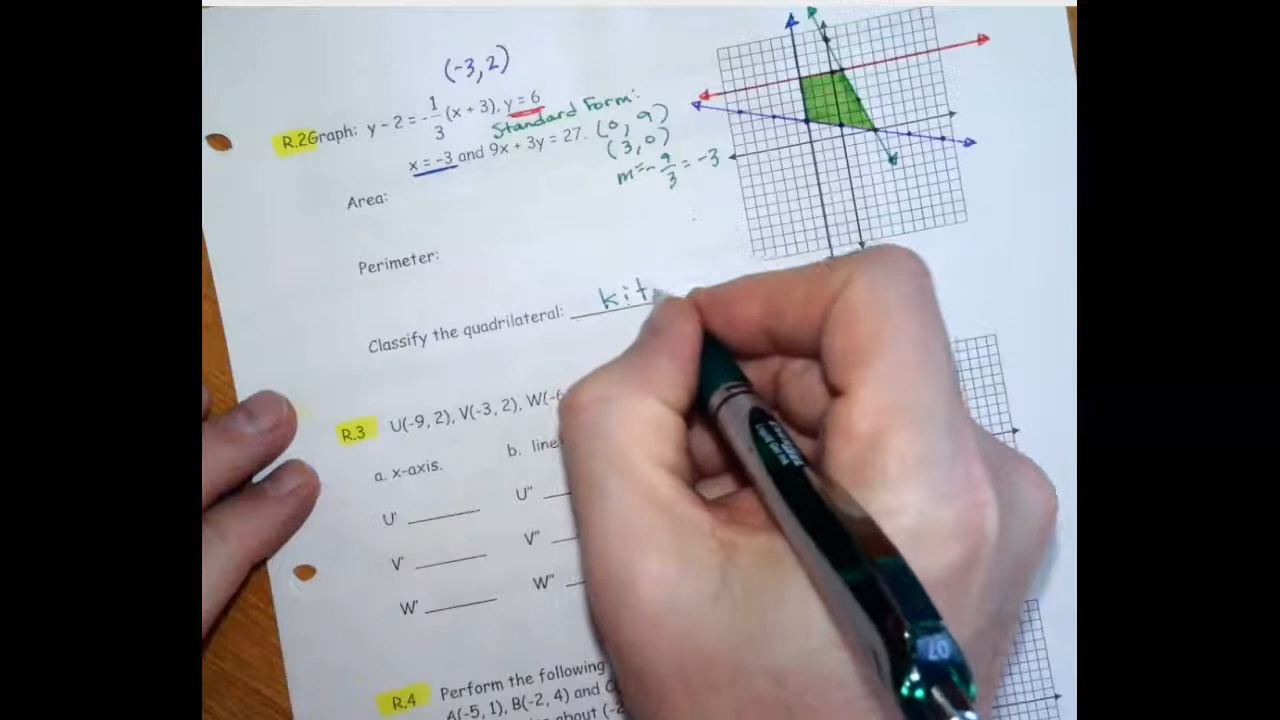 (-3, 2)
R.2 Graph: y - 2 = -1/3 (x + 3), y = 6
Standard Form:
x = -3 and 9x + 3y = 27. (0, 9)
(3, 0)
m = -9/3 = -3
Area:
Perimeter:
Classify the quadrilateral: kit
R.3 U(-9, 2), V(-3, 2), W(-6
a. x-axis. b. line
U' U"
V' V"
W' W"
R.4 Perform the following
A(-5, 1), B(-2, 4) and
about (-2
07